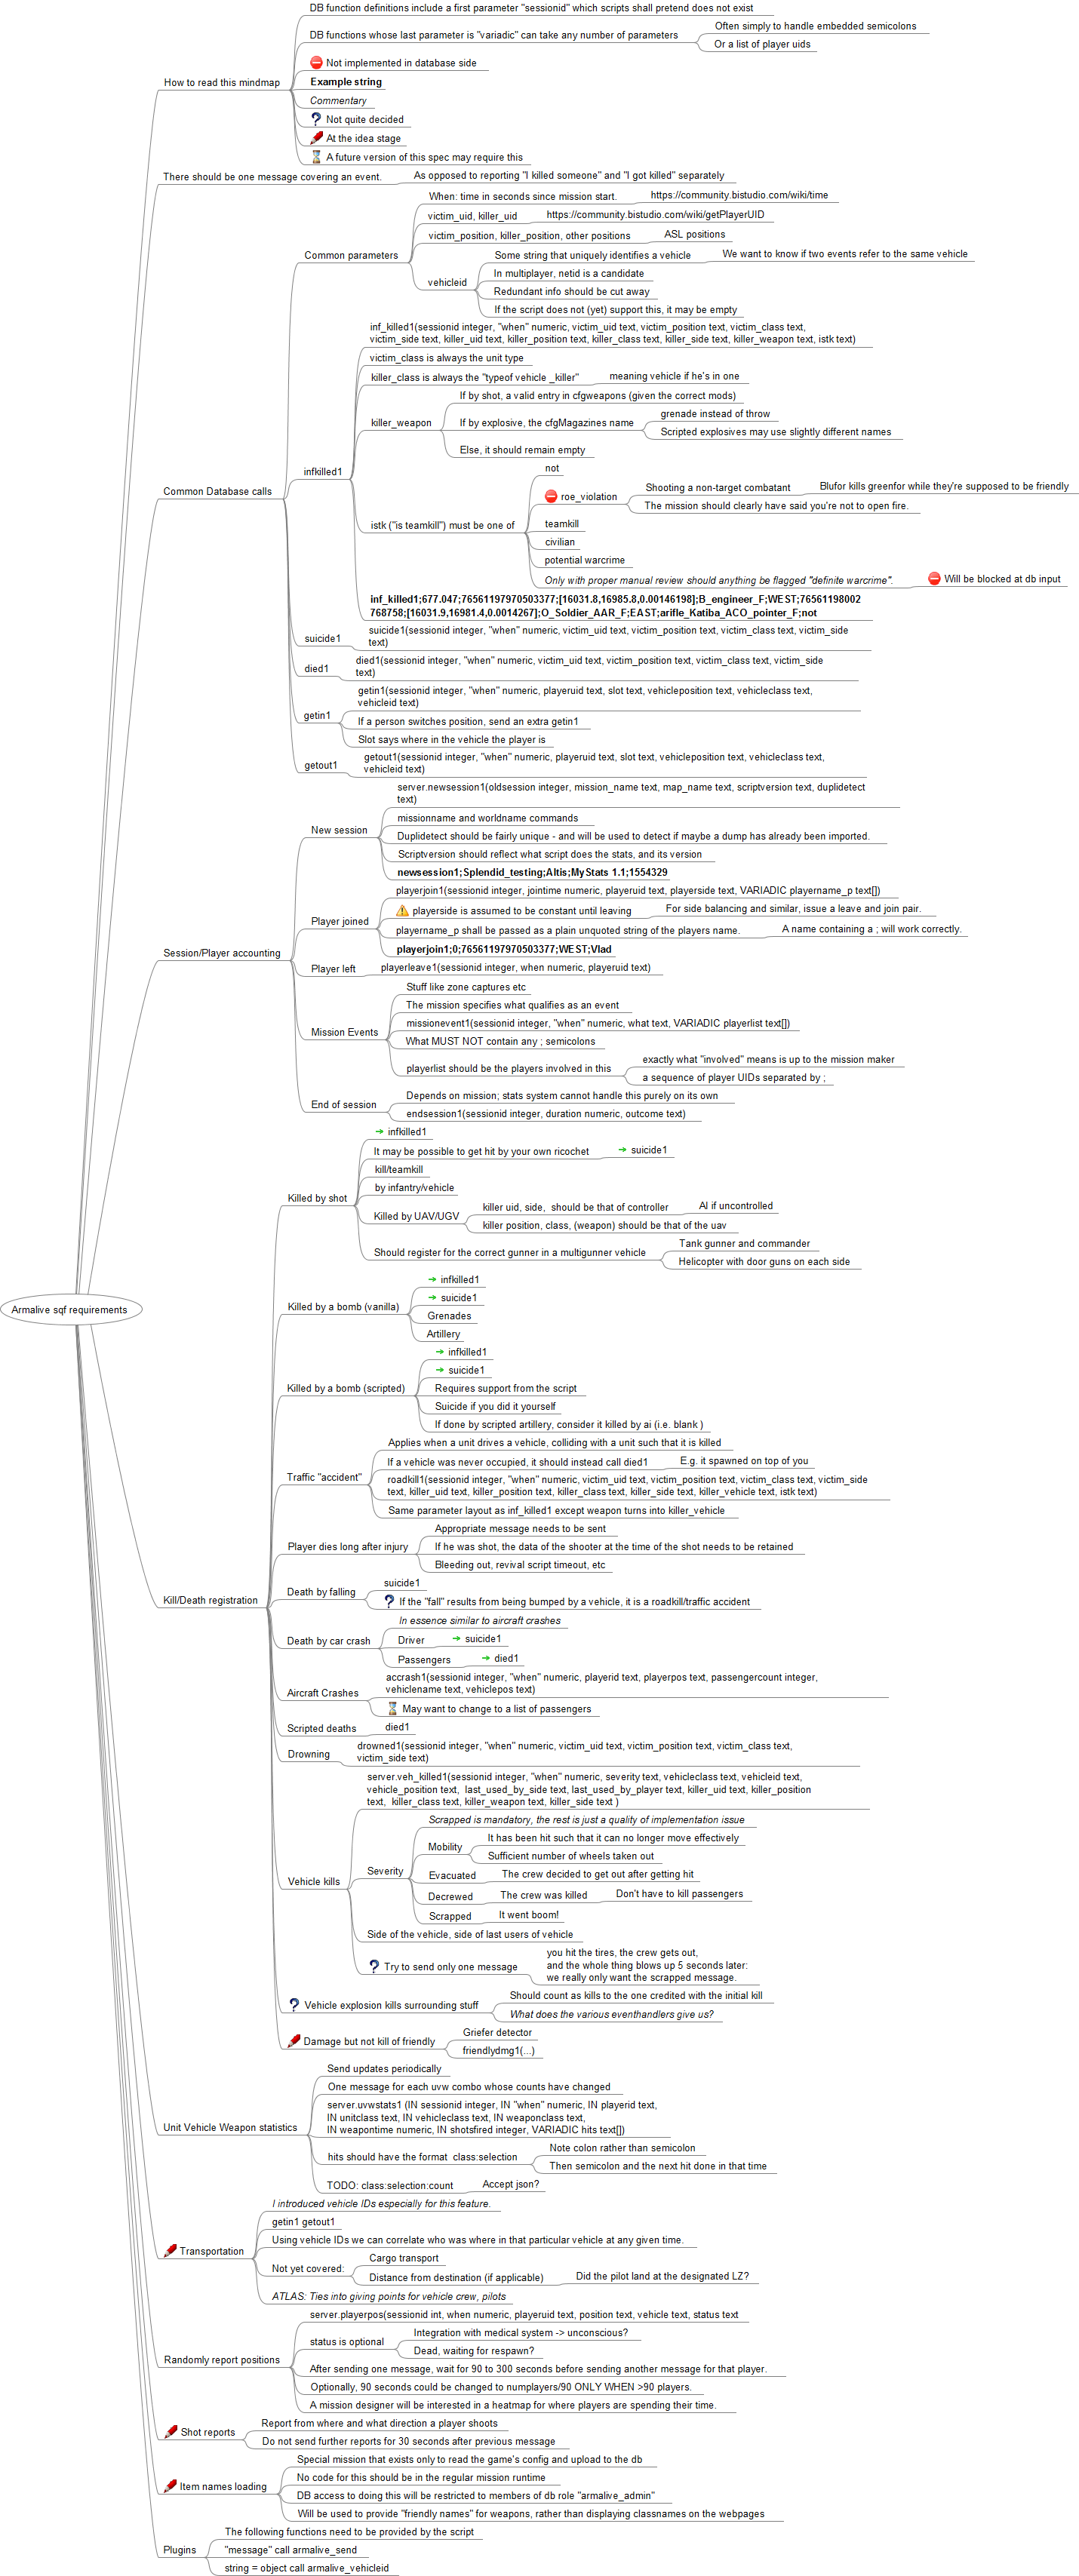 DB function definitions include a first parameter "sessionid" which scripts shall pretend does not exist
DB functions whose last parameter is "variadic" can take any number of parameters
Often simply to handle embedded semicolons
Or a list of player uids
Not implemented in database side
How to read this mindmap
Example string
Commentary
Not quite decided
At the idea stage
A future version of this spec may require this
There should be one message covering an event.
As opposed to reporting "I killed someone" and "I got killed" separately
When: time in seconds since mission start.
https://community.bistudio.com/wiki/time
victim_uid, killer_uid
https://community.bistudio.com/wiki/getPlayerUID
victim_position, killer_position, other positions
ASL positions
Common parameters
Some string that uniquely identifies a vehicle
We want to know if two events refer to the same vehicle
vehicleid
In multiplayer, netid is a candidate
Redundant info should be cut away
If the script does not (yet) support this, it may be empty
inf_killed1(sessionid integer, "when" numeric, victim_uid text, victim_position text, victim_class text,
victim_side text, killer_uid text, killer_position text, killer_class text, killer_side text, killer_weapon text, istk text)
victim_class is always the unit type
killer_class is always the "typeof vehicle _killer"
meaning vehicle if he's in one
killer_weapon
If by shot, a valid entry in cfgweapons (given the correct mods)
If by explosive, the cfgMagazines name
grenade instead of throw
Scripted explosives may use slightly different names
Else, it should remain empty
infkilled1
Common Database calls
istk ("is teamkill") must be one of
not
roe_violation
Shooting a non-target combatant
Blufor kills greenfor while they're supposed to be friendly
The mission should clearly have said you're not to open fire.
teamkill
civilian
potential warcrime
Only with proper manual review should anything be flagged "definite warcrime".
Will be blocked at db input
inf_killed1;677.047;76561197970503377;[16031.8,16985.8,0.00146198];B_engineer_F;WEST;76561198002
768758;[16031.9,16981.4,0.0014267];O_Soldier_AAR_F;EAST;arifle_Katiba_ACO_pointer_F;not
suicide1
suicide1(sessionid integer, "when" numeric, victim_uid text, victim_position text, victim_class text, victim_side
text)
died1
died1(sessionid integer, "when" numeric, victim_uid text, victim_position text, victim_class text, victim_side
text)
getin1
getin1(sessionid integer, "when" numeric, playeruid text, slot text, vehicleposition text, vehicleclass text,
vehicleid text)
If a person switches position, send an extra getin1
Slot says where in the vehicle the player is
getout1
getout1(sessionid integer, "when" numeric, playeruid text, slot text, vehicleposition text, vehicleclass text,
vehicleid text)
server.newsession1(oldsession integer, mission_name text, map_name text, scriptversion text, duplidetect
text)
New session
missionname and worldname commands
Duplidetect should be fairly unique - and will be used to detect if maybe a dump has already been imported.
Scriptversion should reflect what script does the stats, and its version
newsession1;Splendid_testing;Altis;MyStats 1.1;1554329
playerjoin1(sessionid integer, jointime numeric, playeruid text, playerside text, VARIADIC playername_p text[])
Player joined
playerside is assumed to be constant until leaving
For side balancing and similar, issue a leave and join pair.
playername_p shall be passed as a plain unquoted string of the players name.
A name containing a ; will work correctly.
playerjoin1;0;76561197970503377;WEST;Vlad
Session/Player accounting
Player left
playerleave1(sessionid integer, when numeric, playeruid text)
Mission Events
Stuff like zone captures etc
The mission specifies what qualifies as an event
missionevent1(sessionid integer, "when" numeric, what text, VARIADIC playerlist text[])
What MUST NOT contain any ; semicolons
playerlist should be the players involved in this
exactly what "involved" means is up to the mission maker
a sequence of player UIDs separated by ;
End of session
Depends on mission; stats system cannot handle this purely on its own
endsession1(sessionid integer, duration numeric, outcome text)
Killed by shot
infkilled1
It may be possible to get hit by your own ricochet
suicide1
kill/teamkill
by infantry/vehicle
Killed by UAV/UGV
killer uid, side, should be that of controller
AI if uncontrolled
killer position, class, (weapon) should be that of the uav
Should register for the correct gunner in a multigunner vehicle
Tank gunner and commander
Helicopter with door guns on each side
Armalive sqf requirements
Killed by a bomb (vanilla)
infkilled1
suicide1
Grenades
Artillery
Killed by a bomb (scripted)
infkilled1
suicide1
Requires support from the script
Suicide if you did it yourself
If done by scripted artillery, consider it killed by ai (i.e. blank )
Traffic "accident"
Applies when a unit drives a vehicle, colliding with a unit such that it is killed
If a vehicle was never occupied, it should instead call died1
E.g. it spawned on top of you
roadkill1(sessionid integer, "when" numeric, victim_uid text, victim_position text, victim_class text, victim_side
text, killer_uid text, killer_position text, killer_class text, killer_side text, killer_vehicle text, istk text)
Same parameter layout as inf_killed1 except weapon turns into killer_vehicle
Player dies long after injury
Appropriate message needs to be sent
If he was shot, the data of the shooter at the time of the shot needs to be retained
Bleeding out, revival script timeout, etc
Kill/Death registration
Death by falling
suicide1
If the "fall" results from being bumped by a vehicle, it is a roadkill/traffic accident
Death by car crash
In essence similar to aircraft crashes
Driver
suicide1
Passengers
died1
Aircraft Crashes
accrash1(sessionid integer, "when" numeric, playerid text, playerpos text, passengercount integer,
vehiclename text, vehiclepos text)
May want to change to a list of passengers
Scripted deaths
died1
Drowning
drowned1(sessionid integer, "when" numeric, victim_uid text, victim_position text, victim_class text,
victim_side text)
server.veh_killed1(sessionid integer, "when" numeric, severity text, vehicleclass text, vehicleid text,
vehicle_position text, last_used_by_side text, last_used_by_player text, killer_uid text, killer_position
text, killer_class text, killer_weapon text, killer_side text )
Vehicle kills
Severity
Scrapped is mandatory, the rest is just a quality of implementation issue
Mobility
It has been hit such that it can no longer move effectively
Sufficient number of wheels taken out
Evacuated
The crew decided to get out after getting hit
Decrewed
The crew was killed
Don't have to kill passengers
Scrapped
It went boom!
Side of the vehicle, side of last users of vehicle
Try to send only one message
you hit the tires, the crew gets out,
and the whole thing blows up 5 seconds later:
we really only want the scrapped message.
Vehicle explosion kills surrounding stuff
Should count as kills to the one credited with the initial kill
What does the various eventhandlers give us?
Damage but not kill of friendly
Griefer detector
friendlydmg1(...)
Unit Vehicle Weapon statistics
Send updates periodically
One message for each uvw combo whose counts have changed
server.uvwstats1 (IN sessionid integer, IN "when" numeric, IN playerid text,
IN unitclass text, IN vehicleclass text, IN weaponclass text,
IN weapontime numeric, IN shotsfired integer, VARIADIC hits text[])
hits should have the format class:selection
Note colon rather than semicolon
Then semicolon and the next hit done in that time
TODO: class:selection:count
Accept json?
Transportation
I introduced vehicle IDs especially for this feature.
getin1 getout1
Using vehicle IDs we can correlate who was where in that particular vehicle at any given time.
Not yet covered:
Cargo transport
Distance from destination (if applicable)
Did the pilot land at the designated LZ?
ATLAS: Ties into giving points for vehicle crew, pilots
Randomly report positions
server.playerpos(sessionid int, when numeric, playeruid text, position text, vehicle text, status text
status is optional
Integration with medical system -> unconscious?
Dead, waiting for respawn?
After sending one message, wait for 90 to 300 seconds before sending another message for that player.
Optionally, 90 seconds could be changed to numplayers/90 ONLY WHEN >90 players.
A mission designer will be interested in a heatmap for where players are spending their time.
Shot reports
Report from where and what direction a player shoots
Do not send further reports for 30 seconds after previous message
Item names loading
Special mission that exists only to read the game's config and upload to the db
No code for this should be in the regular mission runtime
DB access to doing this will be restricted to members of db role "armalive_admin"
Will be used to provide "friendly names" for weapons, rather than displaying classnames on the webpages
Plugins
The following functions need to be provided by the script
"message" call armalive_send
string = object call armalive_vehicleid